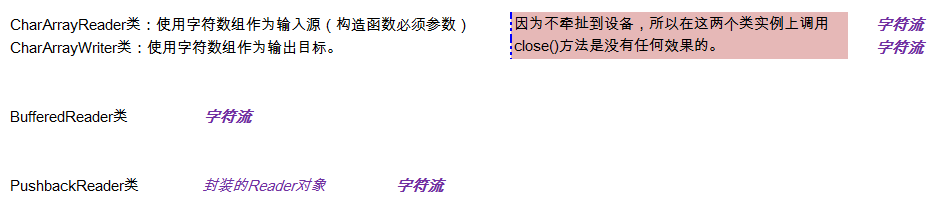 CharArrayReader类：使用字符数组作为输入源（构造函数必须参数） 因为不牵扯到设备，所以在这两个类实例上调用 字符流
CharArrayWriter类：使用字符数组作为输出目标。 close()方法是没有任何效果的。 字符流
BufferedReader类 字符流
PushbackReader类 封装的Reader对象 字符流